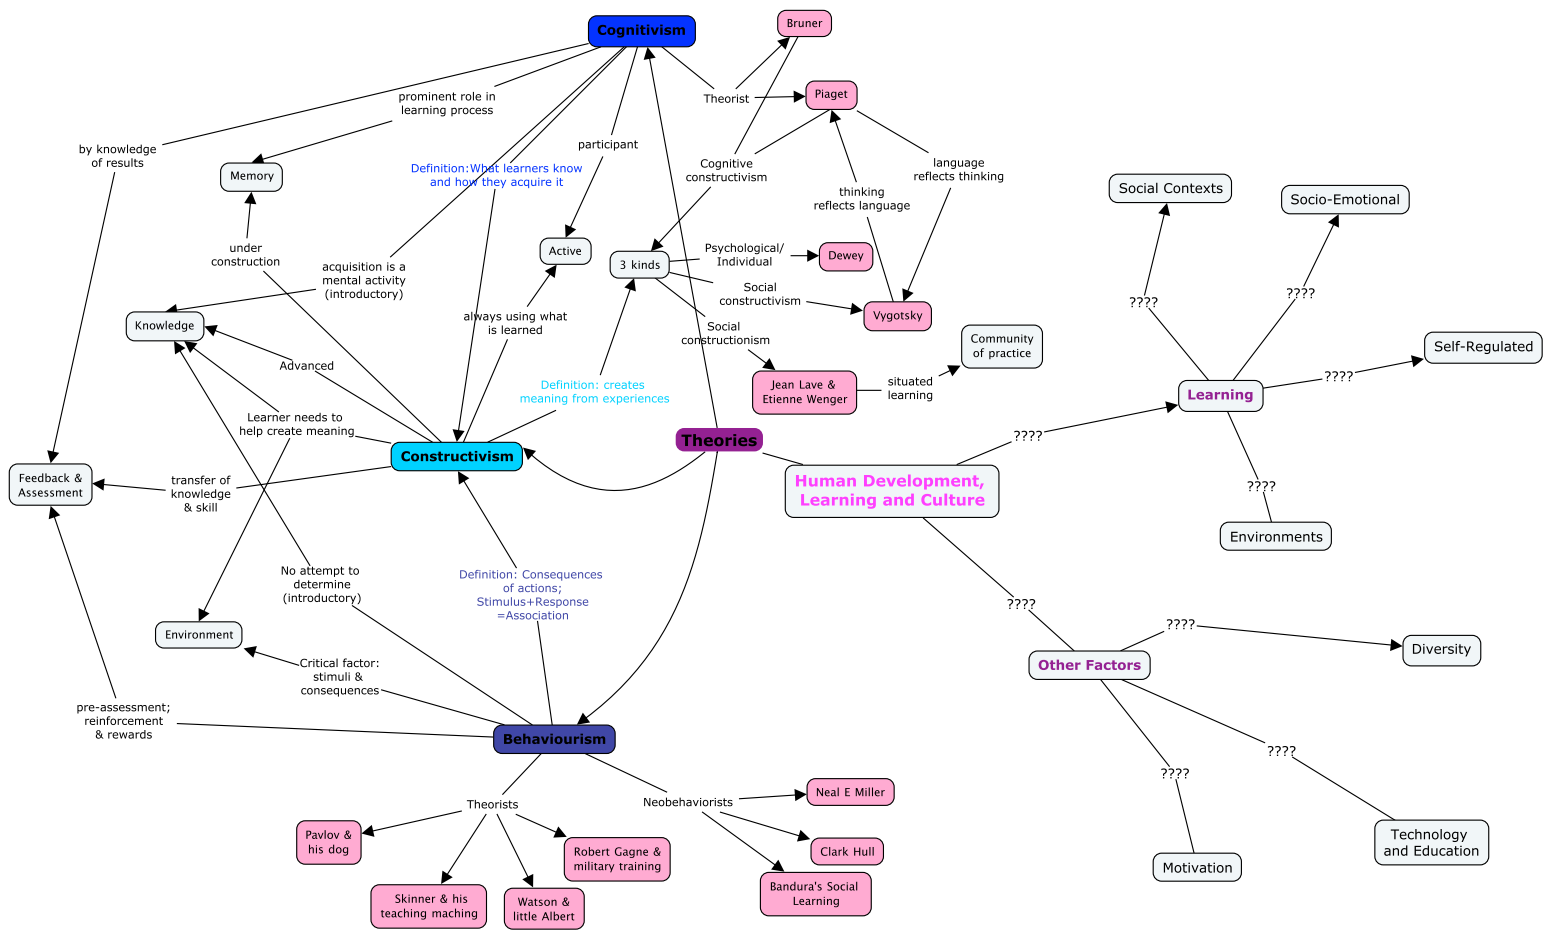 Cognitivism
Bruner
Piaget
Theorist
prominent role in
learning process
by knowledge
of results
Memory
participant
Definition:What learners know
and how they acquire it
Cognitive
constructivism
language
reflects thinking
thinking
reflects language
Social Contexts
Socio-Emotional
under
construction
Active
3 kinds
Psychological/
Individual
Dewey
acquisition is a
mental activity
(introductory)
Social
constructivism
????
????
Knowledge
always using what
is learned
Social
constructionism
Vygotsky
Community
of practice
Self-Regulated
Advanced
Definition: creates
meaning from experiences
Jean Lave &
Etienne Wenger
situated
learning
????
Learning
Learner needs to
help create meaning
Constructivism
Theories
????
Feedback &
Assessment
transfer of
knowledge
& skill
Human Development,
Learning and Culture
????
Environments
No attempt to
determine
(introductory)
Definition: Consequences
of actions;
Stimulus+Response
=Association
????
Environment
????
Diversity
Critical factor:
stimuli &
consequences
Other Factors
pre-assessment;
reinforcement
& rewards
Behaviourism
????
????
Theorists
Neobehaviorists
Neal E Miller
Pavlov &
his dog
Robert Gagne &
military training
Clark Hull
Technology
and Education
Motivation
Skinner & his
teaching maching
Watson &
little Albert
Bandura's Social
Learning